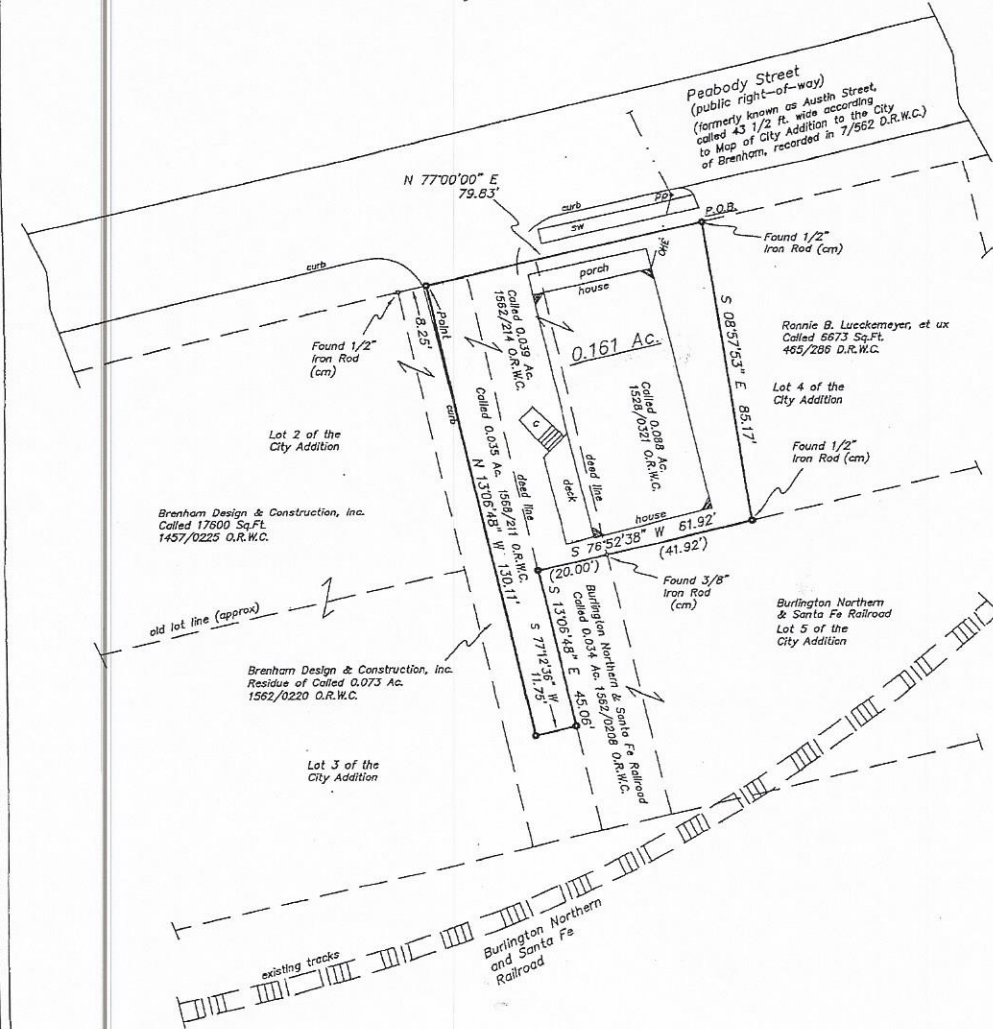 Peabody Street
(public right-of-way)
(formerly known as Austin Street,
called 43 1/2 ft. wide according
to Map of City Addition to the City
of Brenham, recorded in 7/562 D.R.W.C.)
N 77°00'00" E
79.83'
curb
PP
sw
P.O.B.
Found 1/2"
Iron Rod (cm)
OHE
porch
house
curb
Point
8.25'
Found 1/2"
Iron Rod
(cm)
curb
Called 0.039 Ac.
1562/214 O.R.W.C.
0.161 Ac.
S 08°57'53" E 85.17'
Ronnie B. Lueckemeyer, et ux
Called 6673 Sq.Ft.
465/286 D.R.W.C.
Lot 4 of the
City Addition
Called 0.088 Ac.
1528/0321 O.R.W.C.
Called 0.035 Ac. 1568/211 O.R.W.C.
deed line
deed line
G
deck
house
Lot 2 of the
City Addition
Found 1/2"
Iron Rod (cm)
Brenham Design & Construction, Inc.
Called 17600 Sq.Ft.
1457/0225 O.R.W.C.
N 13°06'48" W 130.11'
S 76°52'38" W 61.92'
(20.00')
(41.92')
Found 3/8"
Iron Rod
(cm)
old lot line (approx)
S 13°06'48" E 45.06'
S 77°12'36" W
11.75'
Burlington Northern & Santa Fe Railroad
Called 0.034 Ac. 1562/0208 O.R.W.C.
Burlington Northern
& Santa Fe Railroad
Lot 5 of the
City Addition
Brenham Design & Construction, Inc.
Residue of Called 0.073 Ac.
1562/0220 O.R.W.C.
Lot 3 of the
City Addition
existing tracks
Burlington Northern
and Santa Fe
Railroad